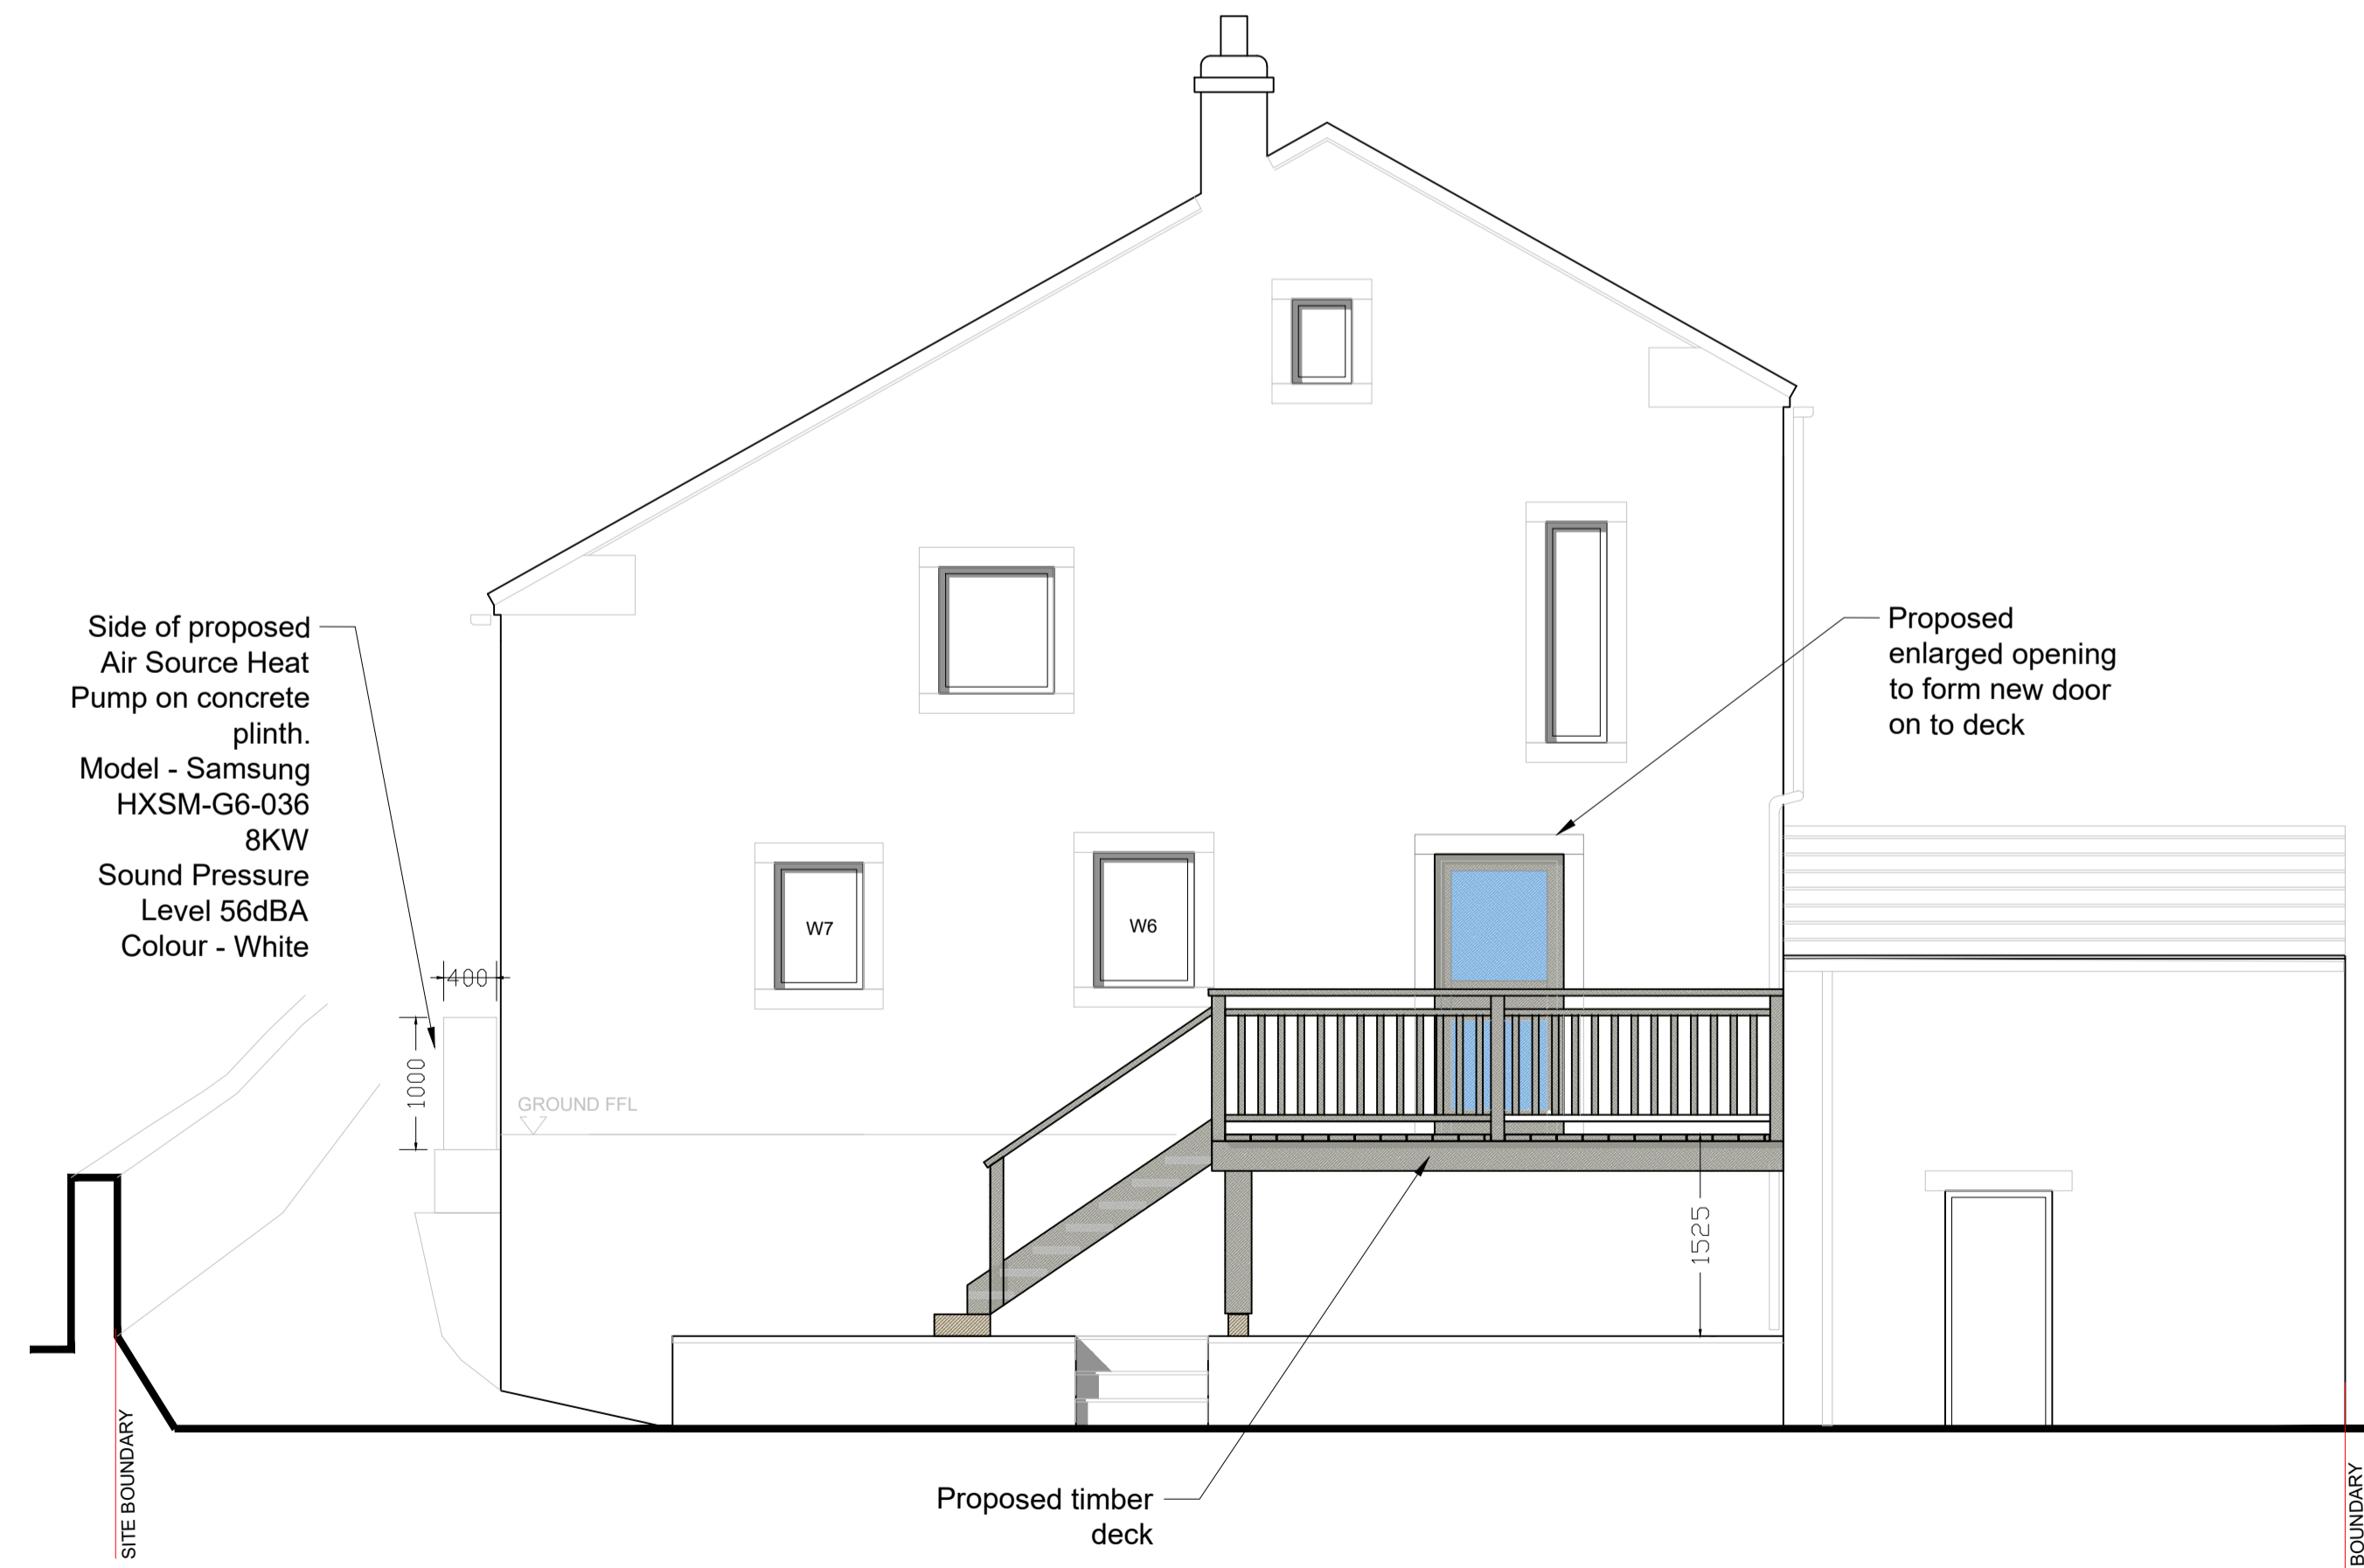 Side of proposed
Air Source Heat
Pump on concrete
plinth.
Model - Samsung
HXSM-G6-036
8KW
Sound Pressure
Level 56dBA
Colour - White
Proposed
enlarged opening
to form new door
on to deck
W7
W6
400
1000
GROUND FFL
1525
Proposed timber
deck
SITE BOUNDARY
BOUNDARY